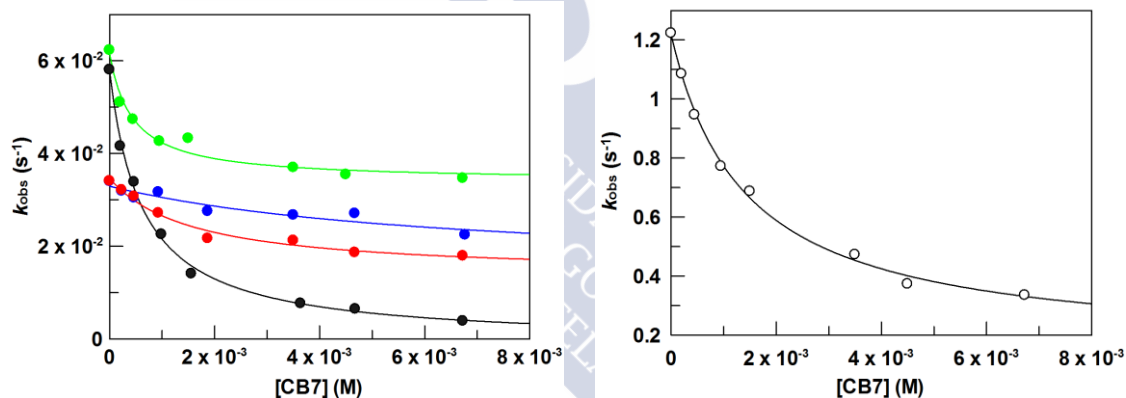 6 x 10⁻²
4 x 10⁻²
2 x 10⁻²
0
kobs (s⁻¹)
0 2 x 10⁻³ 4 x 10⁻³ 6 x 10⁻³ 8 x 10⁻³
[CB7] (M)
1.2
1
0.8
0.6
0.4
0.2
kobs (s⁻¹)
0 2 x 10⁻³ 4 x 10⁻³ 6 x 10⁻³ 8 x 10⁻³
[CB7] (M)